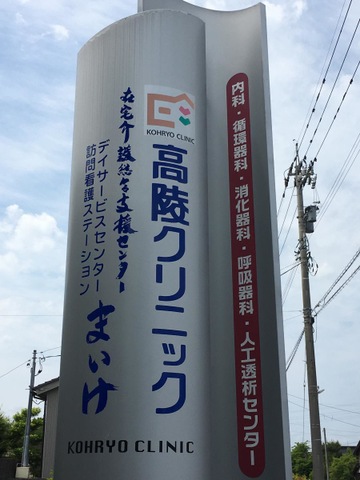 内科・循環器科・消化器科・呼吸器科・人工透析センター
KOHRYO CLINIC
高陵クリニック
在宅介護総合支援センター
まいけ
デイサービスセンター
訪問看護ステーション
KOHRYO CLINIC